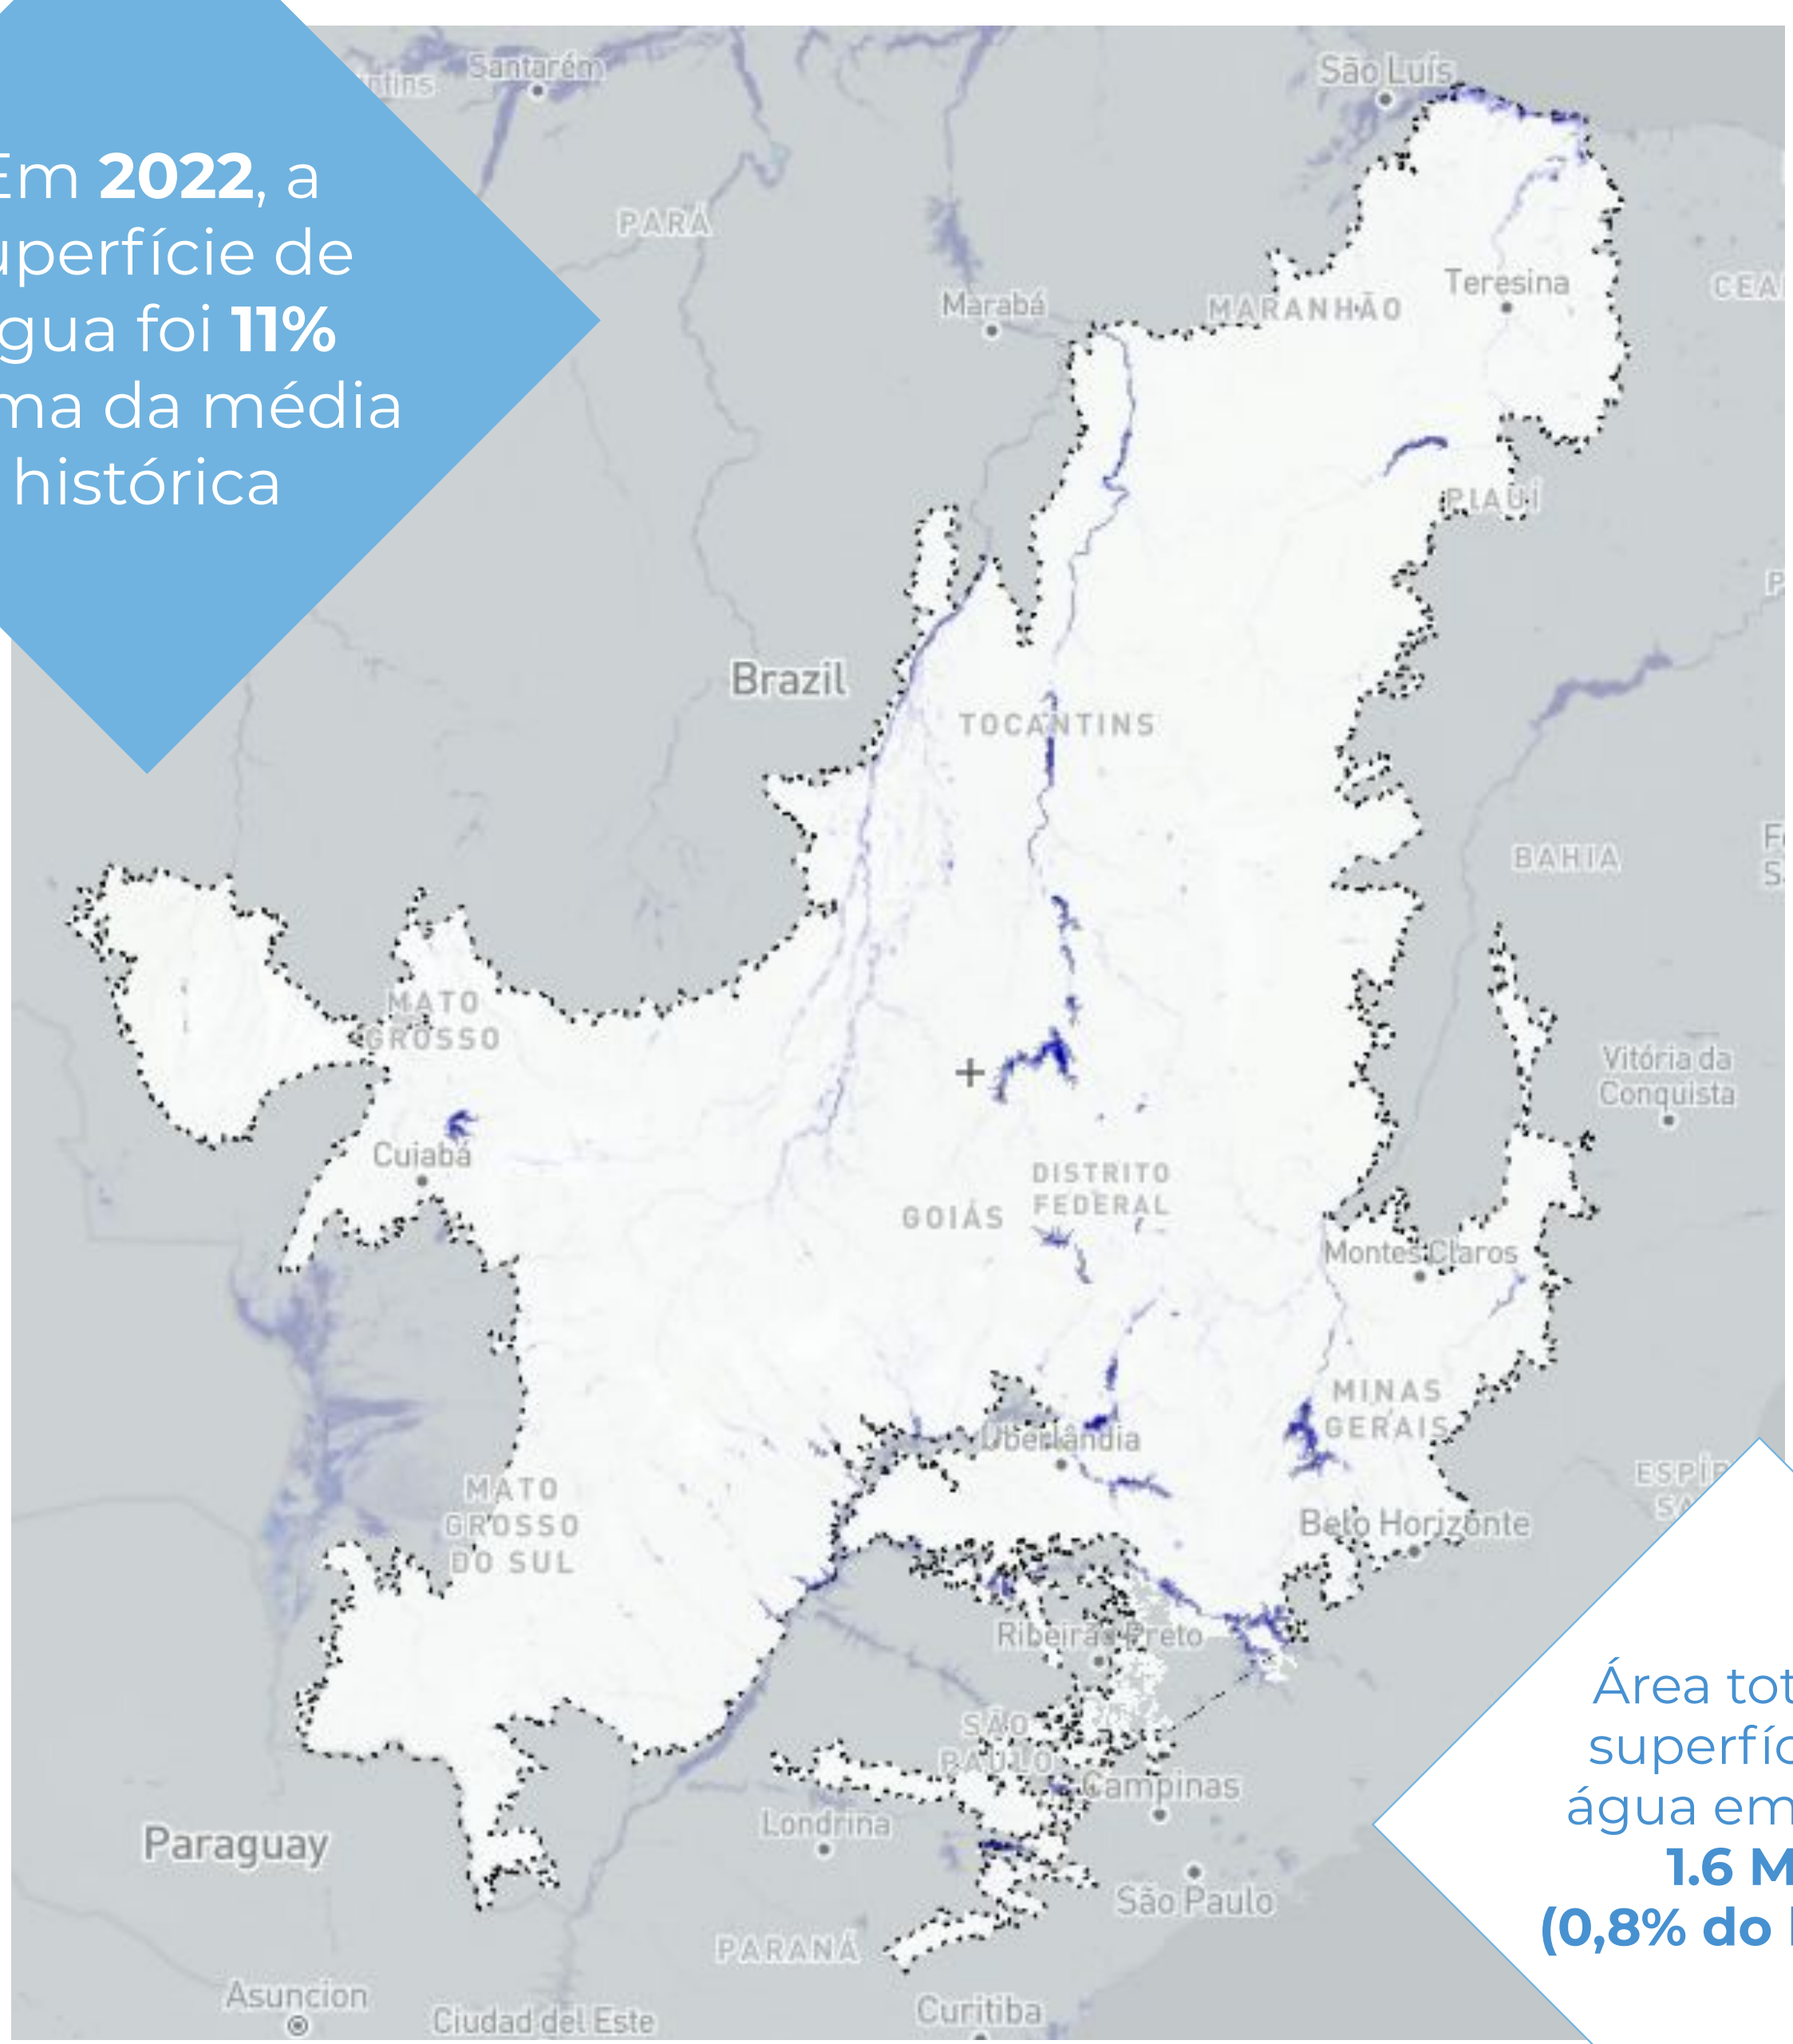 Em 2022, a
uperfície de
gua foi 11%
ma da média
histórica
Santarém
São Luís
PARÁ
Marabá
MARANHÃO
Teresina
CEA
PIAUÍ
P
Brazil
TOCANTINS
BAHIA
F
S
MATO
GROSSO
Vitória da
Conquista
Cuiabá
DISTRITO
FEDERAL
GOIÁS
Montes Claros
MINAS
GERAIS
Uberlândia
MATO
GROSSO
DO SUL
ESPÍR
SA
Belo Horizonte
Ribeirão Preto
SÃO
PAULO
Campinas
Londrina
Paraguay
São Paulo
PARANÁ
Asuncion
Ciudad del Este
Curitiba
Área tot
superfíc
água em
1.6 M
(0,8% do